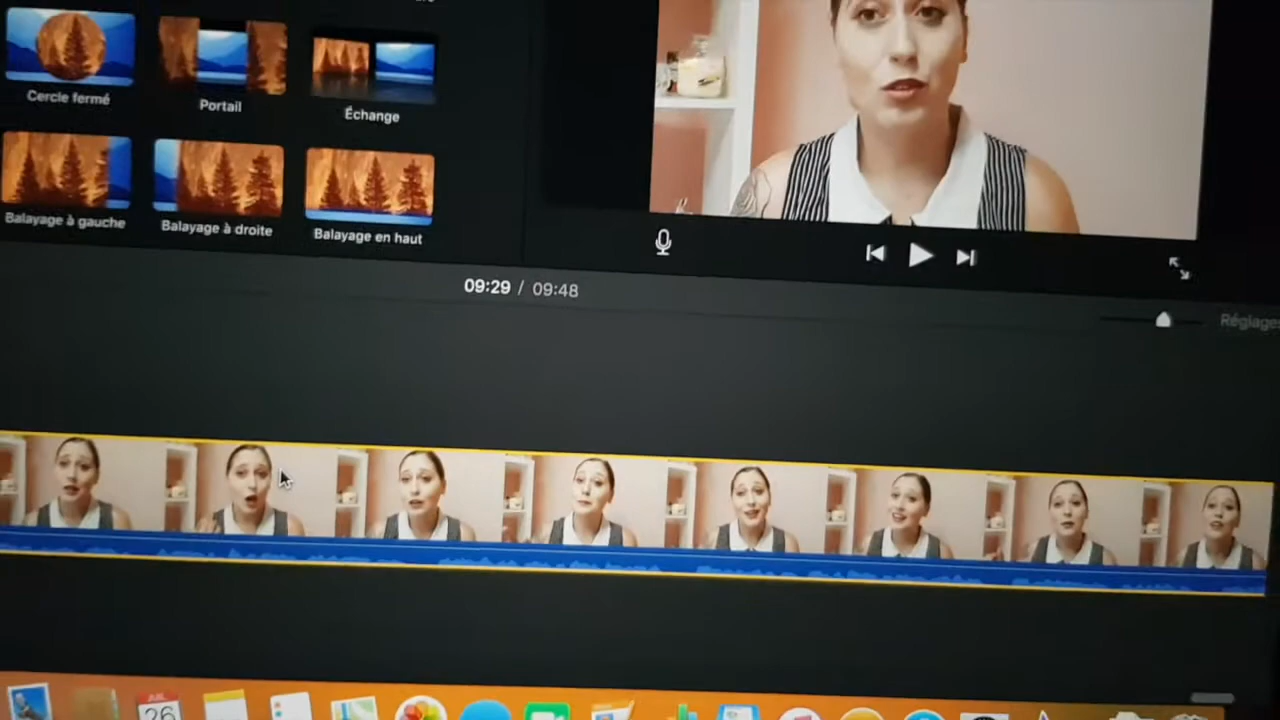 Cercle fermé
Portail
Échange
Balayage à gauche
Balayage à droite
Balayage en haut
09:29 / 09:48
Réglages
26